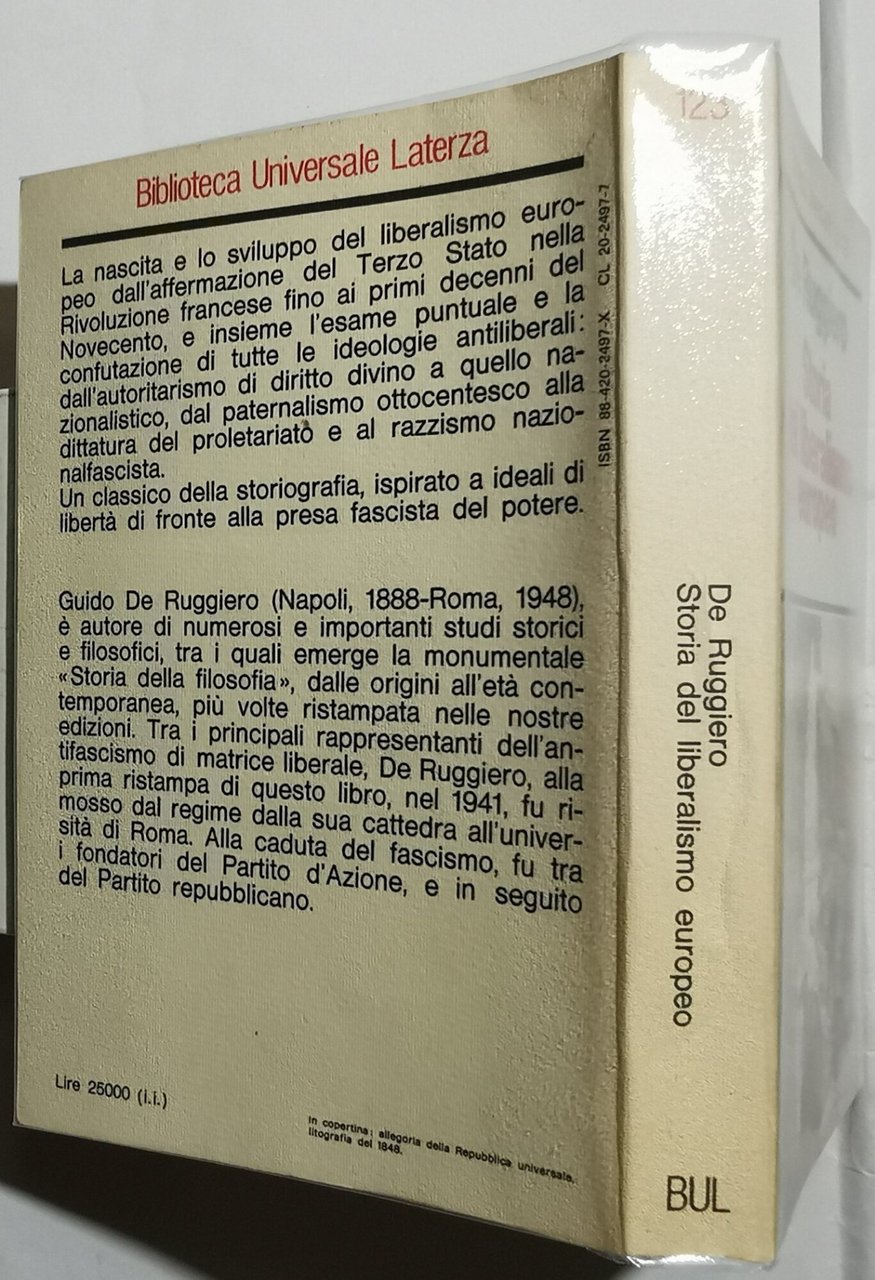 Biblioteca Universale Laterza
La nascita e lo sviluppo del liberalismo euro-
peo dall'affermazione del Terzo Stato nella
Rivoluzione francese fino ai primi decenni del
Novecento, e insieme l'esame puntuale e la
confutazione di tutte le ideologie antiliberali:
dall'autoritarismo di diritto divino a quello na-
zionalistico, dal paternalismo ottocentesco alla
dittatura del proletariato e al razzismo nazio-
nalfascista.
Un classico della storiografia, ispirato a ideali di
libertà di fronte alla presa fascista del potere.
Guido De Ruggiero (Napoli, 1888-Roma, 1948),
è autore di numerosi e importanti studi storici
e filosofici, tra i quali emerge la monumentale
«Storia della filosofia», dalle origini all'età con-
temporanea, più volte ristampata nelle nostre
edizioni. Tra i principali rappresentanti dell'an-
tifascismo di matrice liberale, De Ruggiero, alla
prima ristampa di questo libro, nel 1941, fu ri-
mosso dal regime dalla sua cattedra all'univer-
sità di Roma. Alla caduta del fascismo, fu tra
i fondatori del Partito d'Azione, e in seguito
del Partito repubblicano.
Lire 25000 (i.i.)
In copertina: allegoria della Repubblica universale,
litografia del 1848.
ISBN 88-420-2497-X CL 20-2497-7
123
De Ruggiero
Storia del liberalismo europeo
BUL